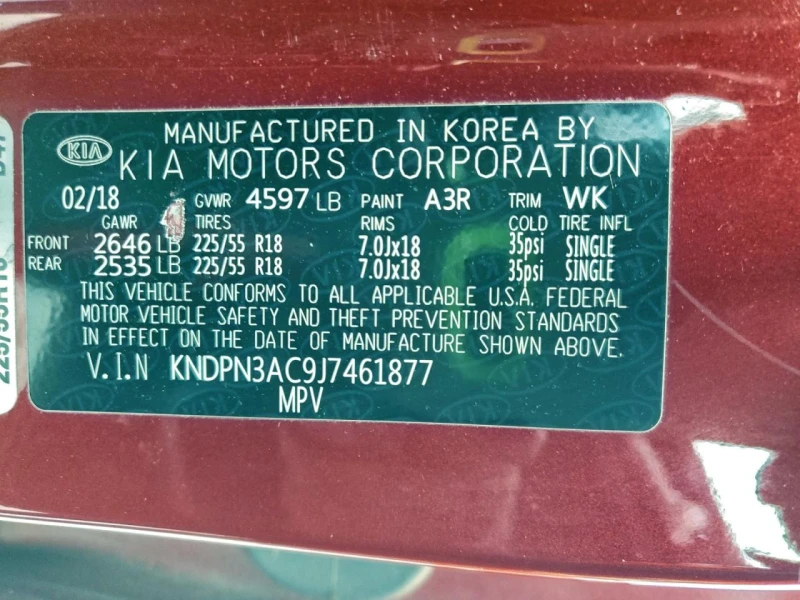 MANUFACTURED IN KOREA BY
KIA
KIA MOTORS CORPORATION
02/18 GVWR 4597 LB PAINT A3R TRIM WK
GAWR TIRES RIMS COLD TIRE INFL
FRONT 2646 LB 225/55 R18 7.0Jx18 35psi SINGLE
REAR 2535 LB 225/55 R18 7.0Jx18 35psi SINGLE
THIS VEHICLE CONFORMS TO ALL APPLICABLE U.S.A. FEDERAL
MOTOR VEHICLE SAFETY AND THEFT PREVENTION STANDARDS
IN EFFECT ON THE DATE OF MANUFACTURE SHOWN ABOVE.
V.I.N KNDPN3AC9J7461877
MPV